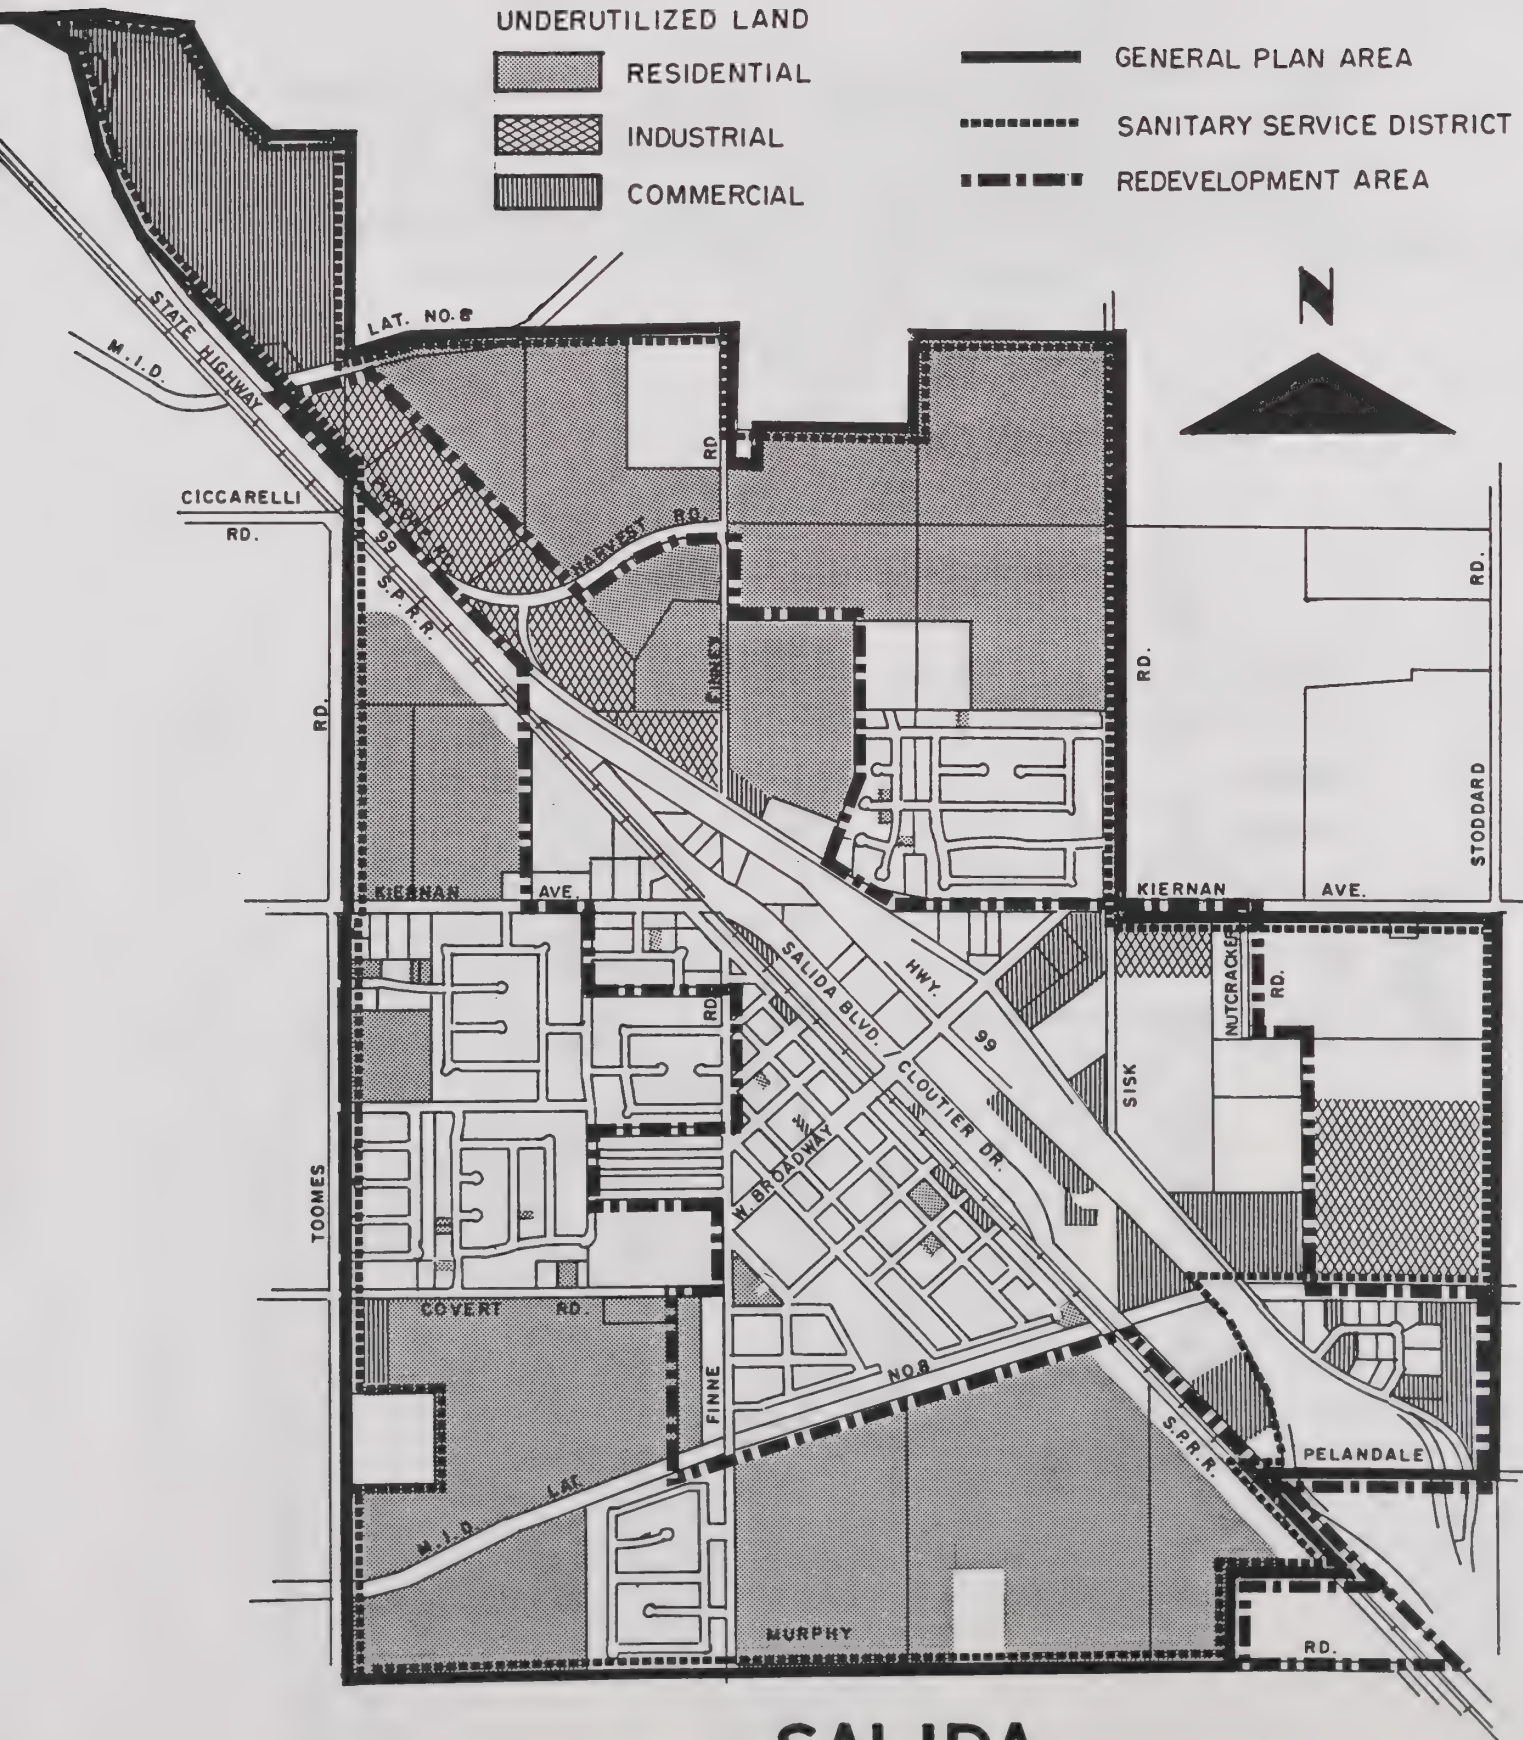 UNDERUTILIZED LAND
RESIDENTIAL
INDUSTRIAL
COMMERCIAL
GENERAL PLAN AREA
SANITARY SERVICE DISTRICT
REDEVELOPMENT AREA
N
LAT. NO. 8
STATE HIGHWAY
M.I.D.
RD
CICCARELLI
RD.
99
HARVEST RD.
S.P.R.R.
RD.
RD.
RD.
FINNEY
STODDARD
KIERNAN AVE.
KIERNAN AVE.
SALIDA BLVD.
HWY.
99
NUTCRACKER
RD.
RD.
CLOUTIER DR.
SISK
W. BROADWAY
TOOMES
COVERT RD.
FINNE
NO.8
S.P.R.R.
PELANDALE
M.I.D. LAT.
MURPHY
RD.
SALIDA